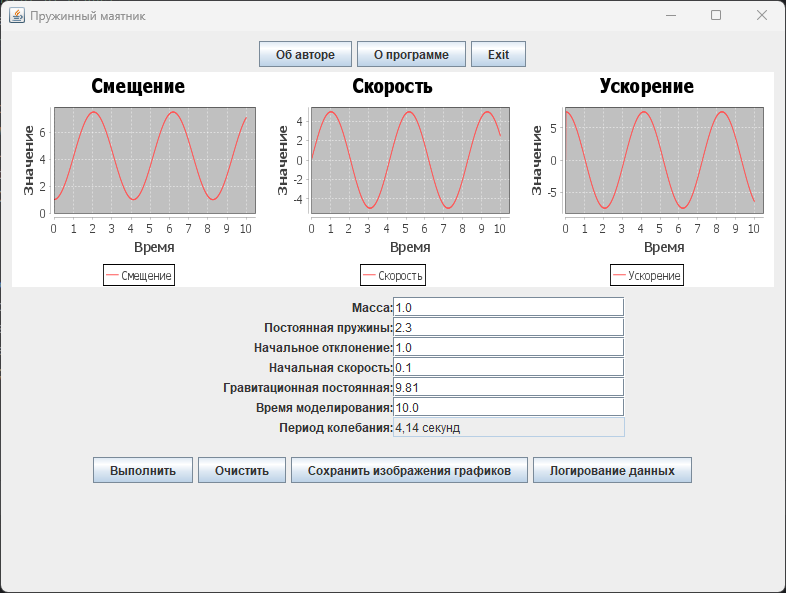 Пружинный маятник
Об авторе О программе Exit
Смещение
Значение
6
4
2
0
0 1 2 3 4 5 6 7 8 9 10
Время
Смещение
Скорость
Значение
4
2
0
-2
-4
0 1 2 3 4 5 6 7 8 9 10
Время
Скорость
Ускорение
Значение
5
0
-5
0 1 2 3 4 5 6 7 8 9 10
Время
Ускорение
Масса: 1.0
Постоянная пружины: 2.3
Начальное отклонение: 1.0
Начальная скорость: 0.1
Гравитационная постоянная: 9.81
Время моделирования: 10.0
Период колебания: 4,14 секунд
Выполнить Очистить Сохранить изображения графиков Логирование данных